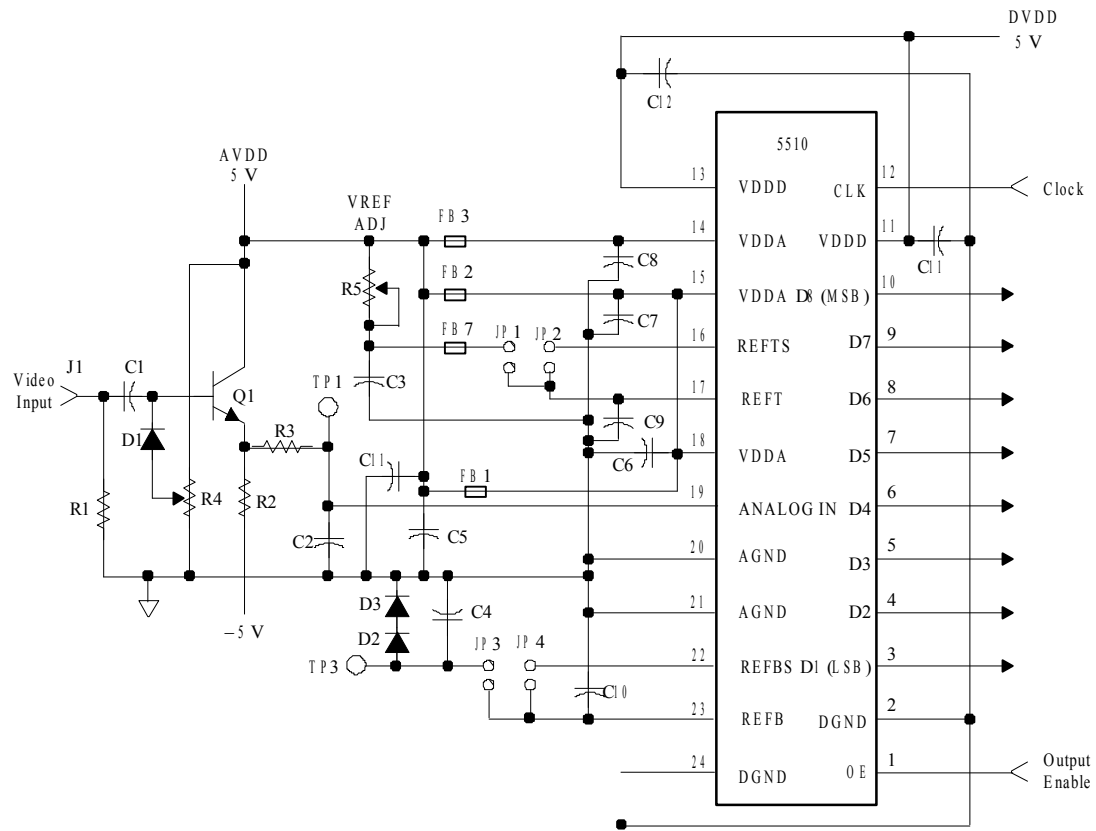 DVDD
5 V
C12
5510
AVDD
5 V
13
VDDD
CLK
12
Clock
VREF
ADJ
FB 3
14
VDDA
VDDD
11
C11
C8
R5
FB 2
15
VDDA
D8 (MSB)
10
C7
FB 7
JP 1
JP 2
16
REFTS
D7
9
J1
C1
Video
Input
Q1
C3
TP 1
17
REFT
D6
8
C9
D1
R3
C6
18
VDDA
D5
7
C11
FB 1
R1
R4
R2
19
ANALOG IN
D4
6
C2
C5
20
AGND
D3
5
D3
C4
21
AGND
D2
4
–5 V
D2
TP 3
JP 3
JP 4
22
REFBS
D1 (LSB)
3
C10
23
REFB
DGND
2
24
DGND
OE
1
Output
Enable